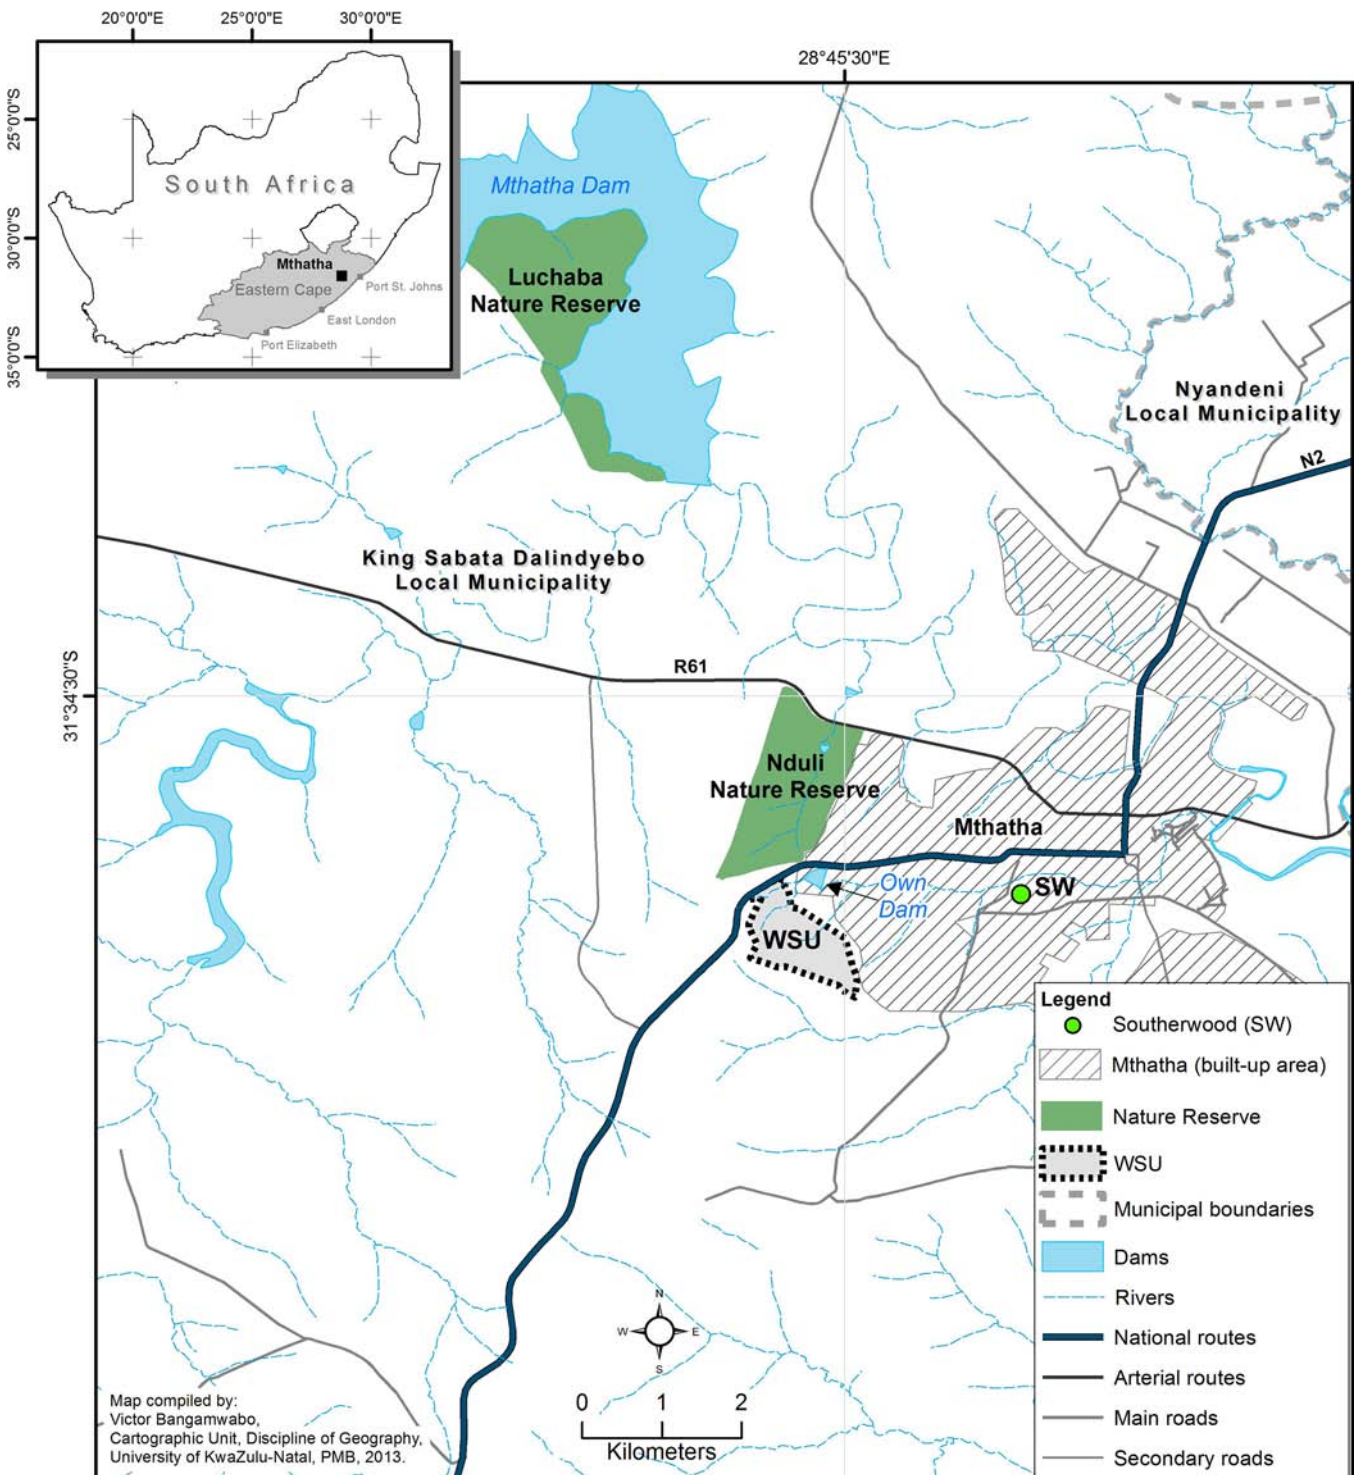 20°0'0"E
25°0'0"E
30°0'0"E
28°45'30"E
25°0'0"S
30°0'0"S
35°0'0"S
31°34'30"S
South Africa
Mthatha
Eastern Cape
Port St. Johns
East London
Port Elizabeth
Mthatha Dam
Luchaba
Nature Reserve
Nyandeni
Local Municipality
N2
King Sabata Dalindyebo
Local Municipality
R61
Nduli
Nature Reserve
Mthatha
SW
Own
Dam
WSU
Legend
Southerwood (SW)
Mthatha (built-up area)
Nature Reserve
WSU
Municipal boundaries
Dams
Rivers
National routes
Arterial routes
Main roads
Secondary roads
N
W
E
S
0 1 2
Kilometers
Map compiled by:
Victor Bangamwabo,
Cartographic Unit, Discipline of Geography,
University of KwaZulu-Natal, PMB, 2013.